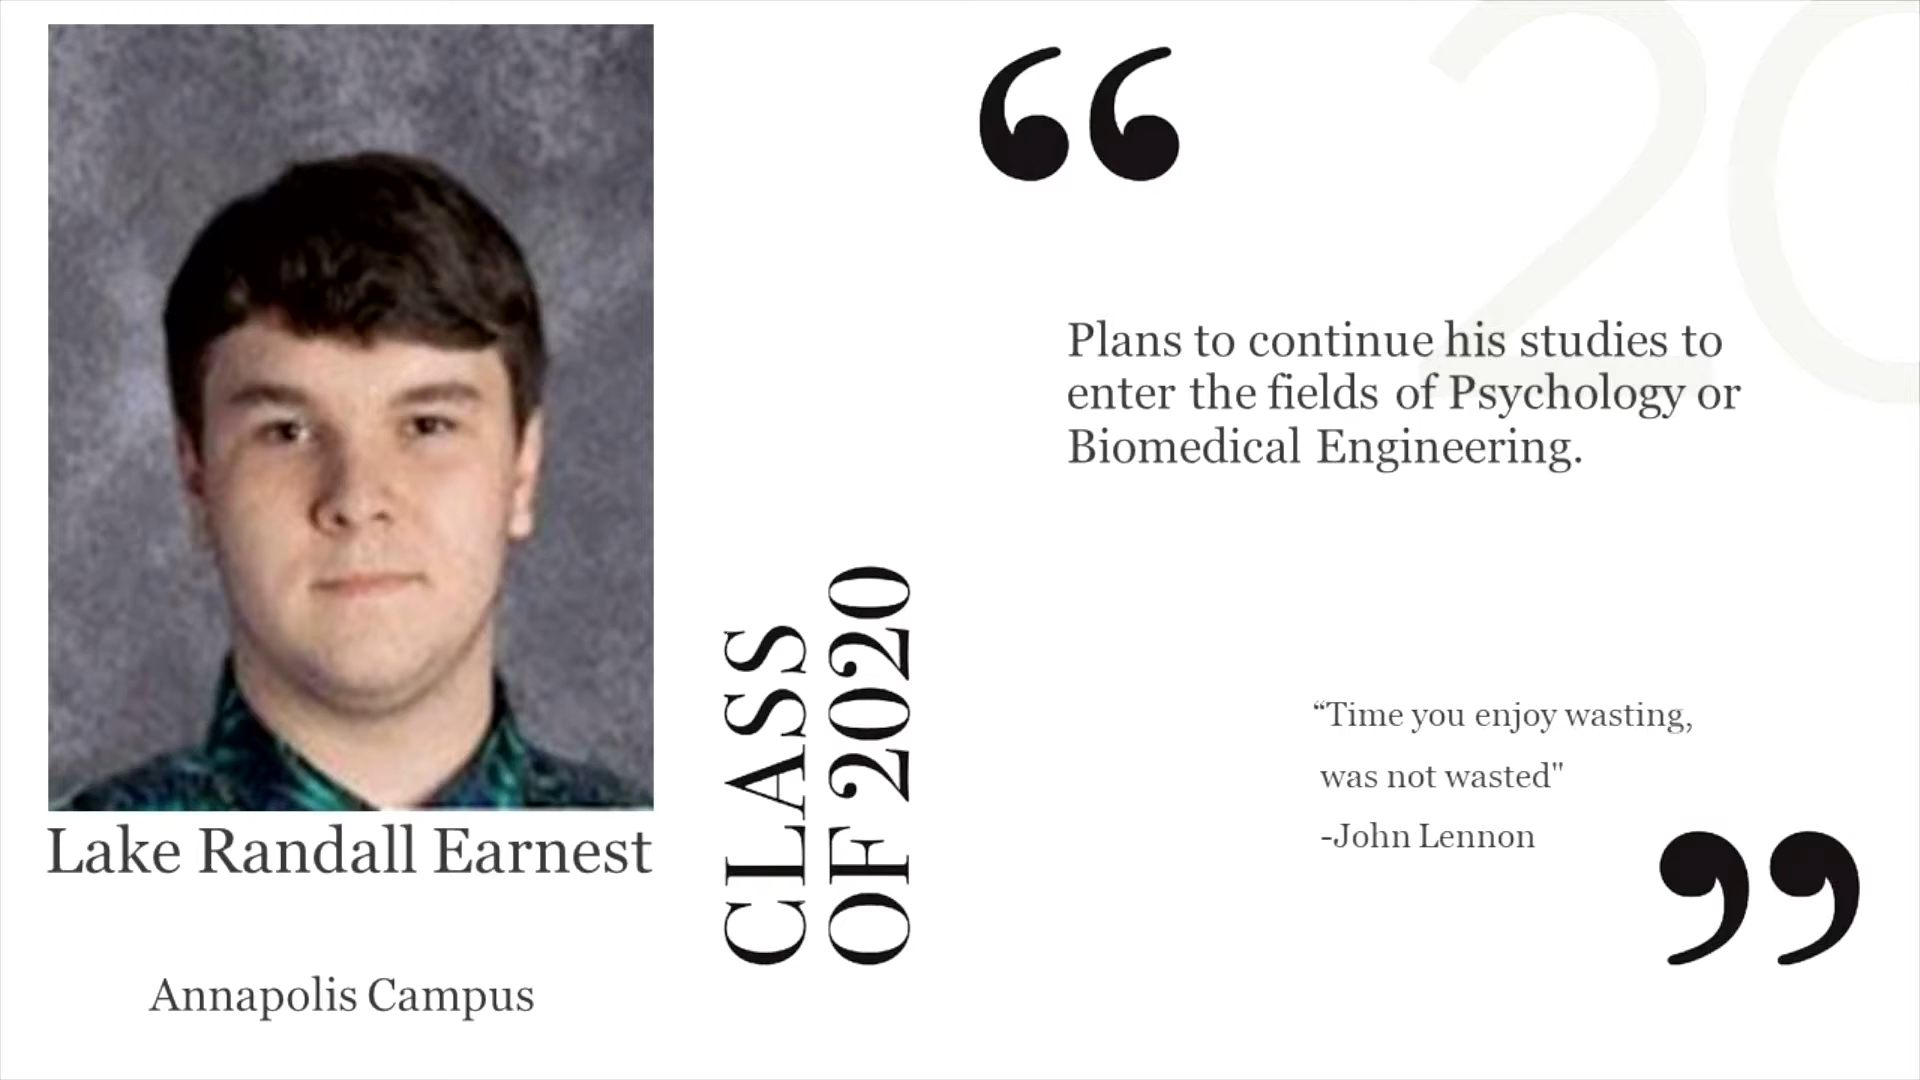 Lake Randall Earnest
Annapolis Campus
CLASS
OF 2020
20
“
Plans to continue his studies to
enter the fields of Psychology or
Biomedical Engineering.
“Time you enjoy wasting,
was not wasted"
-John Lennon
”